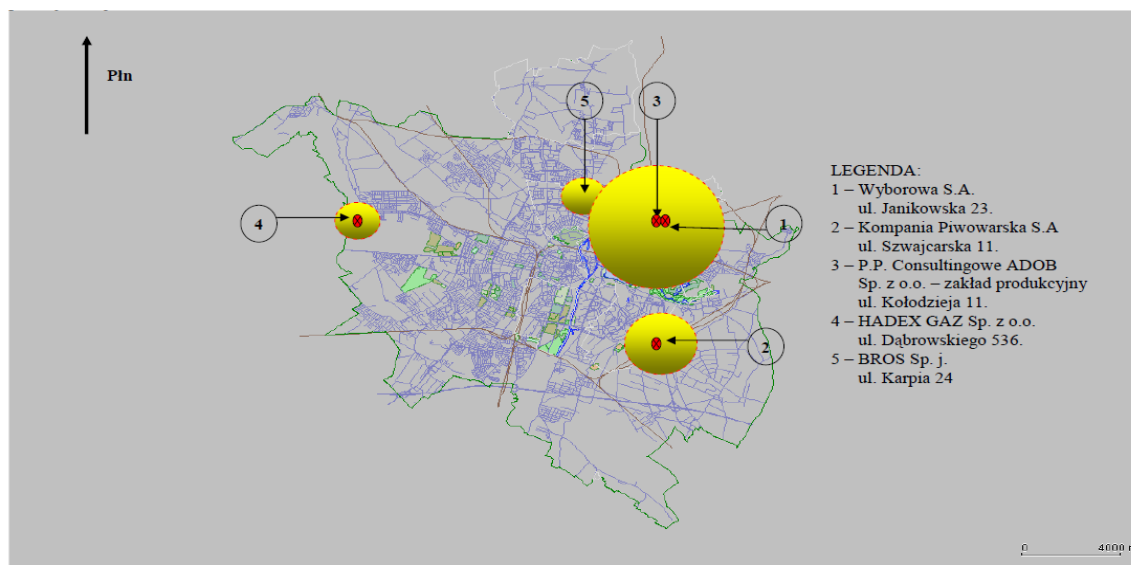 Płn
5
3
4
1
2
LEGENDA:
1 – Wyborowa S.A.
ul. Janikowska 23.
2 – Kompania Piwowarska S.A
ul. Szwajcarska 11.
3 – P.P. Consultingowe ADOB
Sp. z o.o. – zakład produkcyjny
ul. Kołodzieja 11.
4 – HADEX GAZ Sp. z o.o.
ul. Dąbrowskiego 536.
5 – BROS Sp. j.
ul. Karpia 24
0 4000